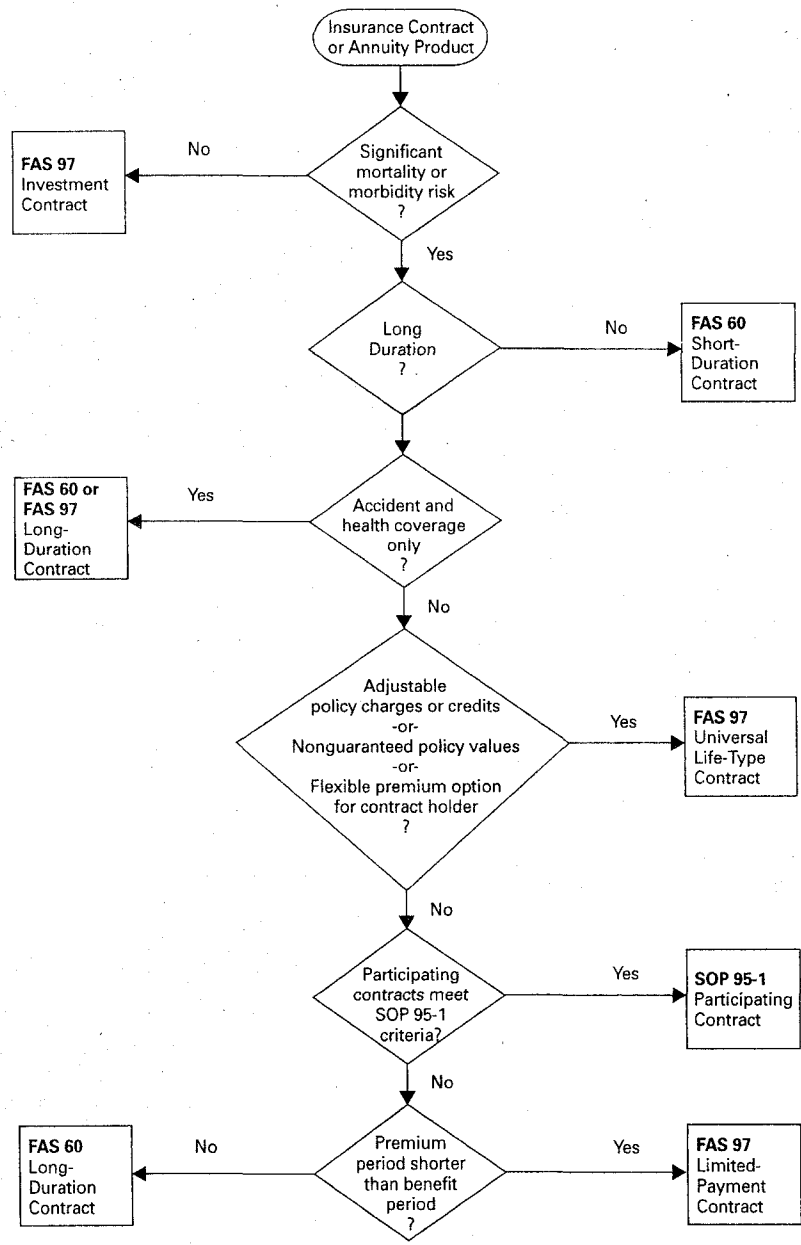 Insurance Contract
or Annuity Product
No
FAS 97
Investment
Contract
Significant
mortality or
morbidity risk
?
Yes
Long
Duration
?
No
FAS 60
Short-
Duration
Contract
FAS 60 or
FAS 97
Long-
Duration
Contract
Yes
Accident and
health coverage
only
?
No
Adjustable
policy charges or credits
-or-
Nonguaranteed policy values
-or-
Flexible premium option
for contract holder
?
Yes
FAS 97
Universal
Life-Type
Contract
No
Participating
contracts meet
SOP 95-1
criteria?
Yes
SOP 95-1
Participating
Contract
No
FAS 60
Long-
Duration
Contract
No
Premium
period shorter
than benefit
period
?
Yes
FAS 97
Limited-
Payment
Contract